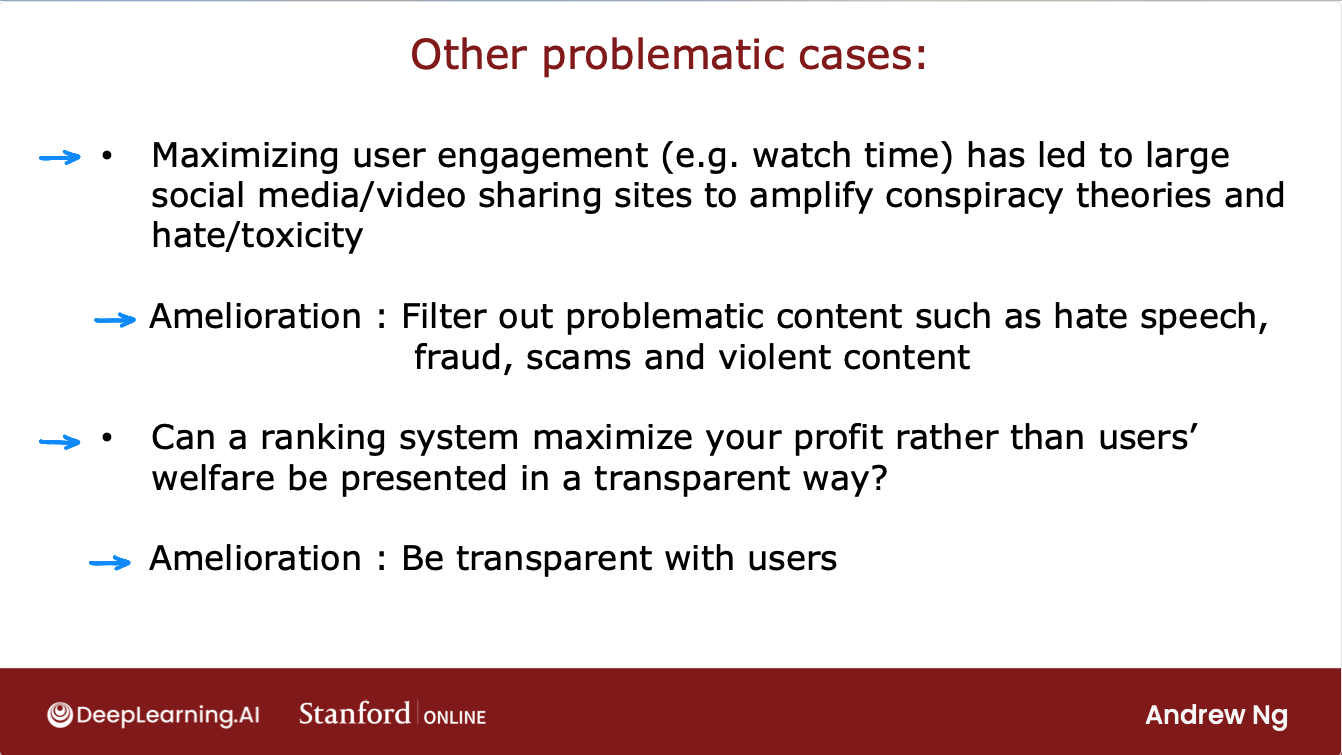 Other problematic cases:
• Maximizing user engagement (e.g. watch time) has led to large
social media/video sharing sites to amplify conspiracy theories and
hate/toxicity
Amelioration : Filter out problematic content such as hate speech,
fraud, scams and violent content
• Can a ranking system maximize your profit rather than users’
welfare be presented in a transparent way?
Amelioration : Be transparent with users
DeepLearning.AI Stanford ONLINE Andrew Ng